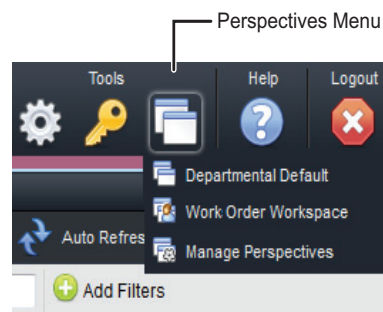 Perspectives Menu
Tools
Help
Logout
Departmental Default
Work Order Workspace
Auto Refres
Manage Perspectives
Add Filters